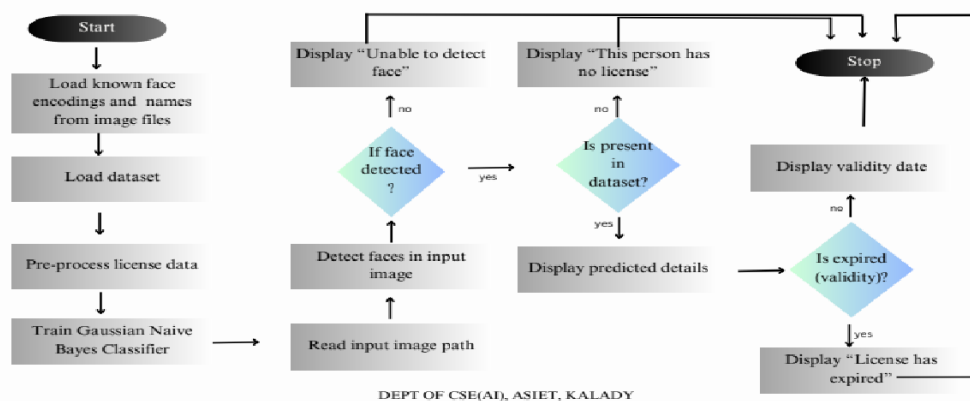 Start
Load known face
encodings and names
from image files
Load dataset
Pre-process license data
Train Gaussian Naive
Bayes Classifier
Read input image path
Detect faces in input
image
If face
detected
?
no
Display “Unable to detect
face”
yes
Is present
in
dataset?
no
Display “This person has
no license”
yes
Display predicted details
Is expired
(validity)?
no
Display validity date
Stop
yes
Display “License has
expired”
DEPT OF CSE(AI), ASIET, KALADY